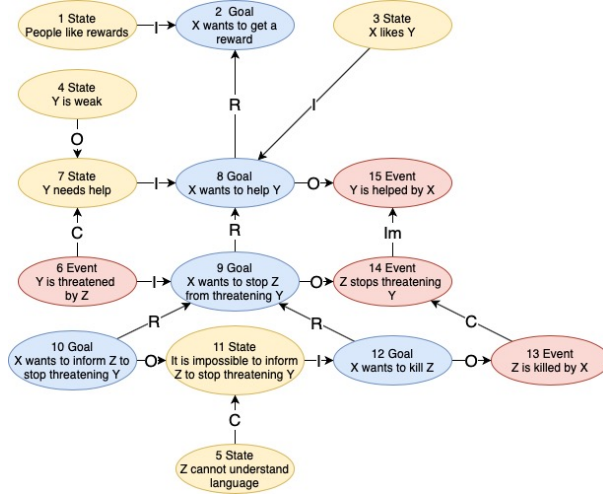 1 State
People like rewards
I
2 Goal
X wants to get a
reward
3 State
X likes Y
4 State
Y is weak
R
I
O
7 State
Y needs help
I
8 Goal
X wants to help Y
O
15 Event
Y is helped by X
C
R
Im
6 Event
Y is threatened
by Z
I
9 Goal
X wants to stop Z
from threatening Y
O
14 Event
Z stops threatening
Y
R
R
C
10 Goal
X wants to inform Z to
stop threatening Y
O
11 State
It is impossible to inform
Z to stop threatening Y
I
12 Goal
X wants to kill Z
O
13 Event
Z is killed by X
C
5 State
Z cannot understand
language